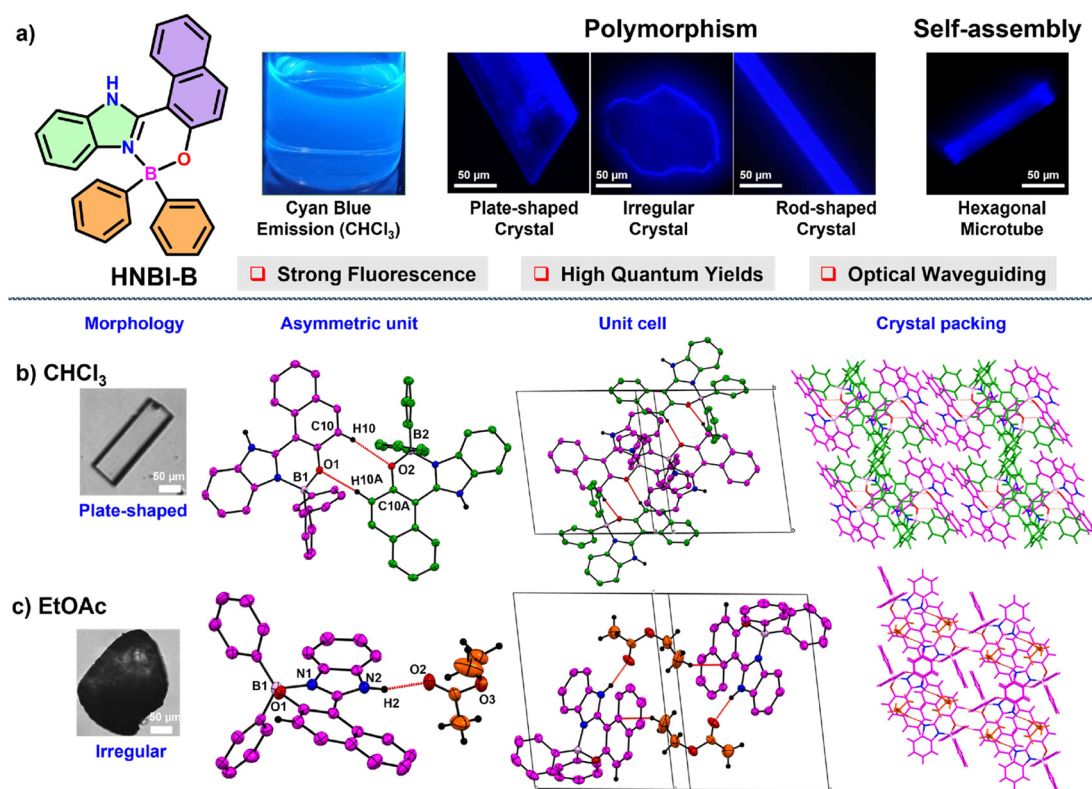 a)
Polymorphism
Self-assembly
H
N
N
O
B
50 μm
50 μm
50 μm
50 μm
Cyan Blue
Emission (CHCl₃)
Plate-shaped
Crystal
Irregular
Crystal
Rod-shaped
Crystal
Hexagonal
Microtube
HNBI-B
Strong Fluorescence
High Quantum Yields
Optical Waveguiding
Morphology
Asymmetric unit
Unit cell
Crystal packing
b) CHCl₃
50 μm
Plate-shaped
C10
H10
B2
O1
O2
B1
H10A
C10A
c) EtOAc
50 μm
Irregular
B1
O1
N1
N2
H2
O2
O3